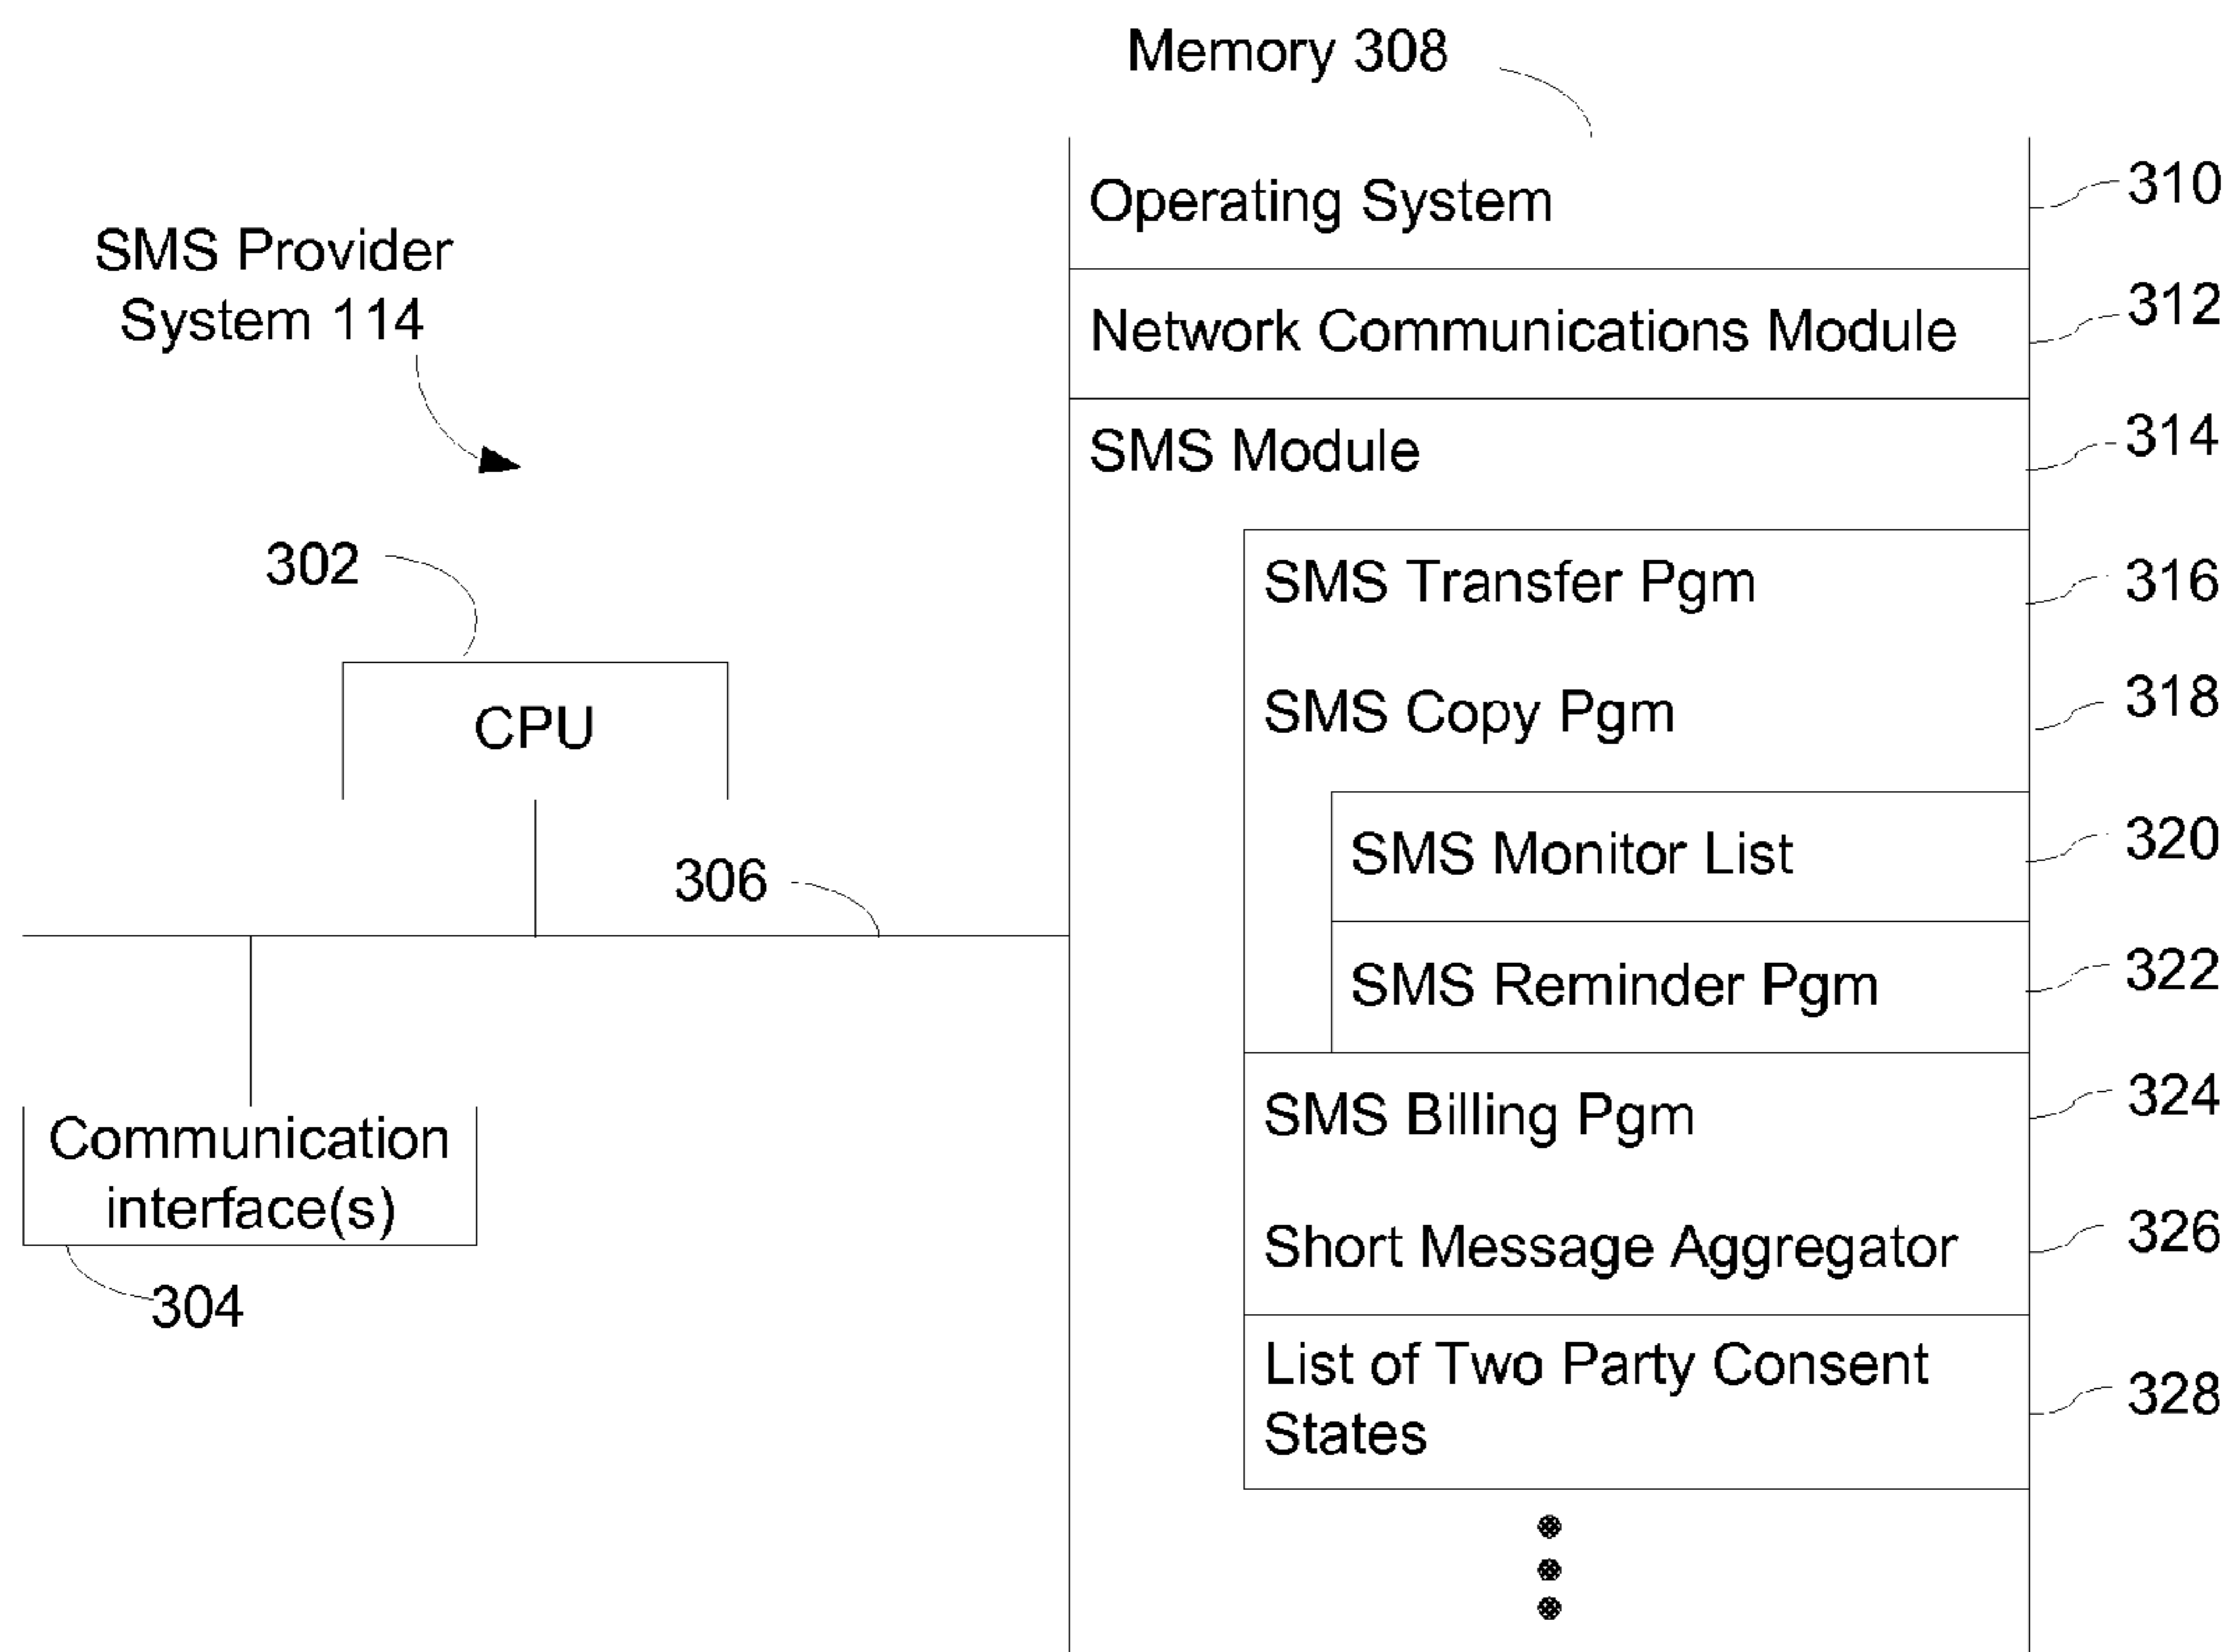 Memory 308
Operating System
310
SMS Provider
System 114
Network Communications Module
312
SMS Module
314
302
SMS Transfer Pgm
316
CPU
SMS Copy Pgm
318
306
SMS Monitor List
320
SMS Reminder Pgm
322
Communication
interface(s)
304
SMS Billing Pgm
324
Short Message Aggregator
326
List of Two Party Consent
States
328